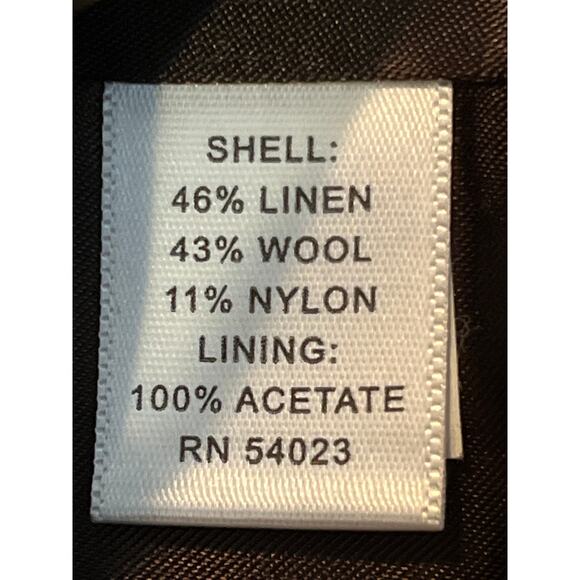 SHELL:
46% LINEN
43% WOOL
11% NYLON
LINING:
100% ACETATE
RN 54023